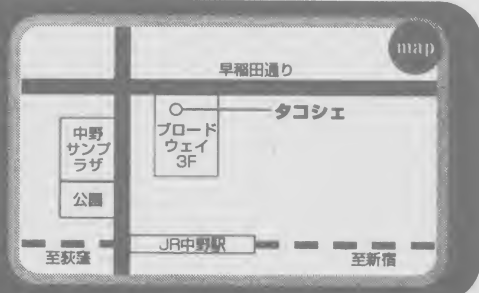 map
早稲田通り
タコシェ
ブロード
ウェイ
3F
中野
サンプ
ラザ
公園
JR中野駅
至荻窪
至新宿